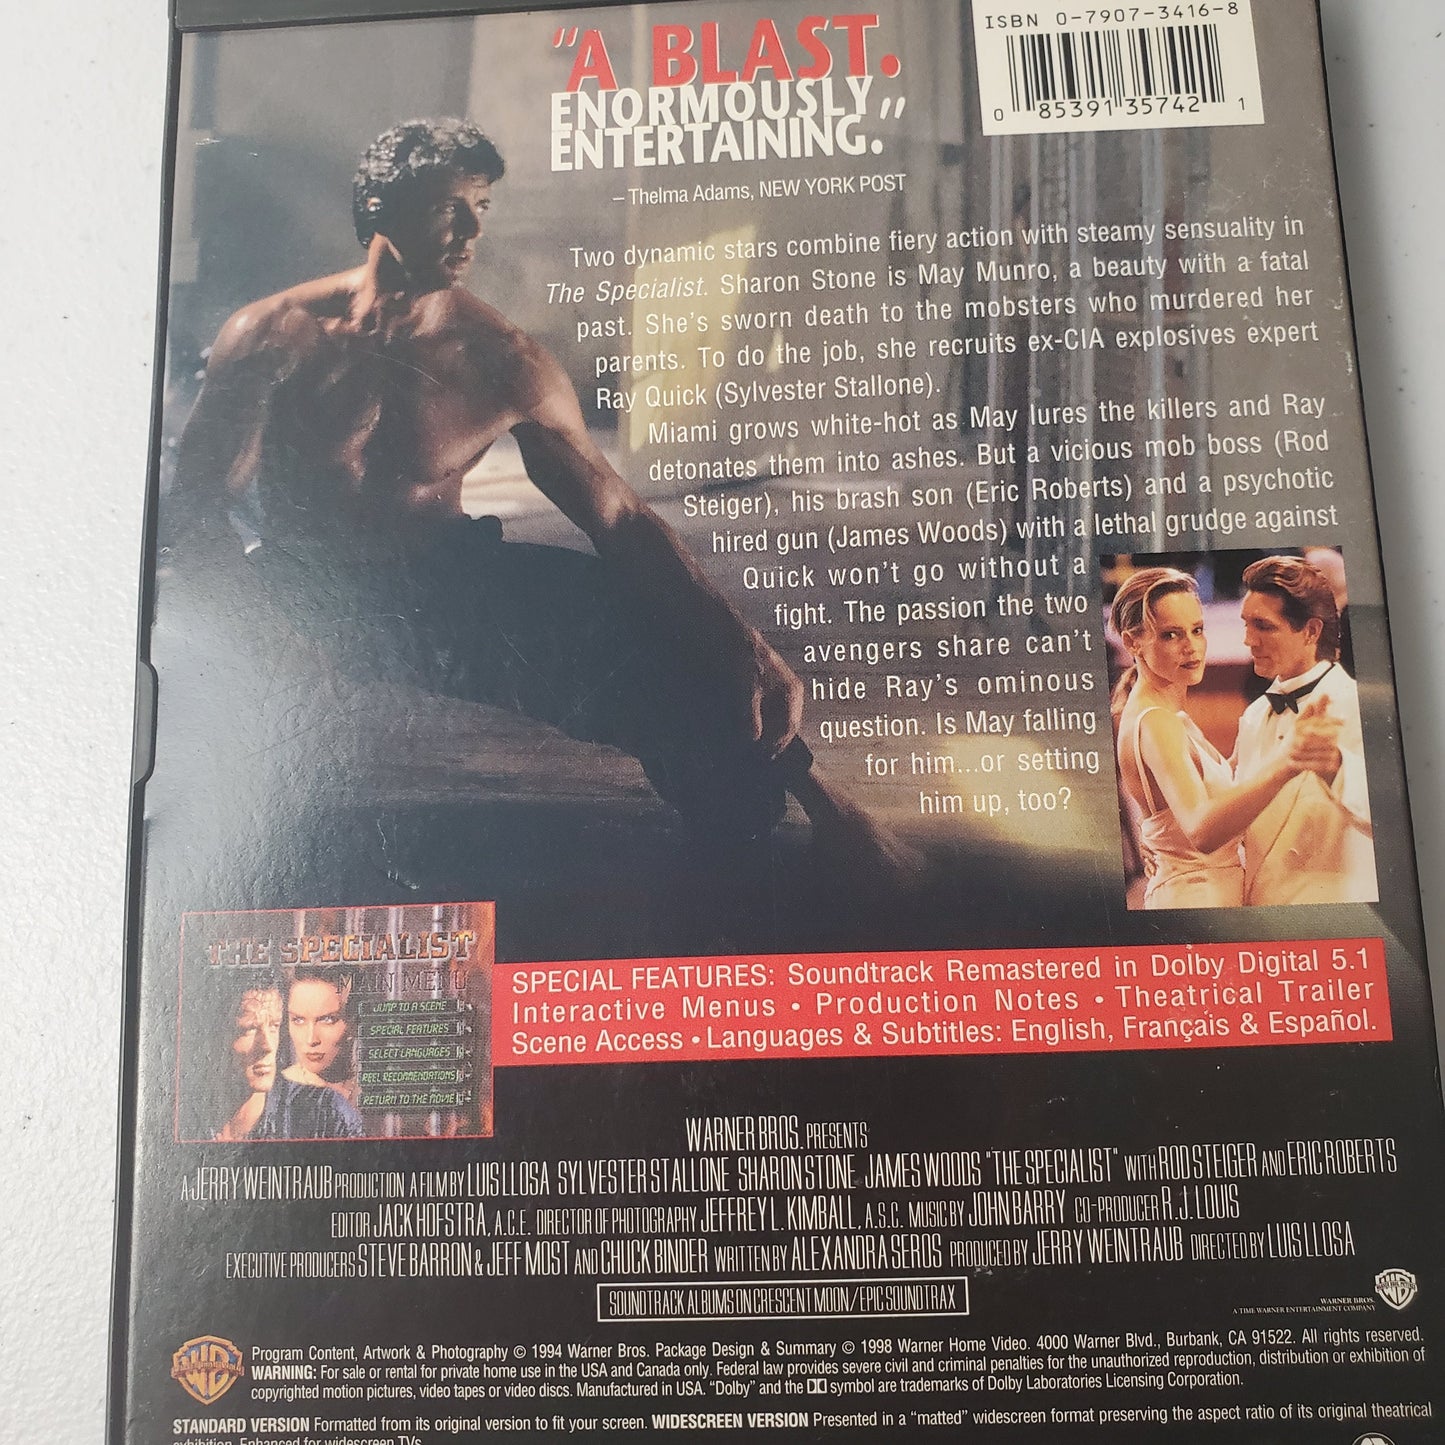 ISBN 0-7907-3416-8
0 85391 35742 1
"A BLAST.
ENORMOUSLY
ENTERTAINING."
– Thelma Adams, NEW YORK POST
Two dynamic stars combine fiery action with steamy sensuality in
The Specialist. Sharon Stone is May Munro, a beauty with a fatal
past. She's sworn death to the mobsters who murdered her
parents. To do the job, she recruits ex-CIA explosives expert
Ray Quick (Sylvester Stallone).
Miami grows white-hot as May lures the killers and Ray
detonates them into ashes. But a vicious mob boss (Rod
Steiger), his brash son (Eric Roberts) and a psychotic
hired gun (James Woods) with a lethal grudge against
Quick won't go without a
fight. The passion the two
avengers share can't
hide Ray's ominous
question. Is May falling
for him...or setting
him up, too?
THE SPECIALIST
MAIN MENU
JUMP TO A SCENE
SPECIAL FEATURES
SELECT LANGUAGES
REEL RECOMMENDATIONS
RETURN TO THE MOVIE
SPECIAL FEATURES: Soundtrack Remastered in Dolby Digital 5.1
Interactive Menus • Production Notes • Theatrical Trailer
Scene Access • Languages & Subtitles: English, Français & Español.
WARNER BROS. PRESENTS
A JERRY WEINTRAUB PRODUCTION A FILM BY LUIS LLOSA SYLVESTER STALLONE SHARON STONE JAMES WOODS "THE SPECIALIST" WITH ROD STEIGER AND ERIC ROBERTS
EDITOR JACK HOFSTRA, A.C.E. DIRECTOR OF PHOTOGRAPHY JEFFREY L. KIMBALL, A.S.C. MUSIC BY JOHN BARRY CO-PRODUCER R.J. LOUIS
EXECUTIVE PRODUCERS STEVE BARRON & JEFF MOST AND CHUCK BINDER WRITTEN BY ALEXANDRA SEROS PRODUCED BY JERRY WEINTRAUB DIRECTED BY LUIS LLOSA
SOUNDTRACK ALBUMS ON CRESCENT MOON/EPIC SOUNDTRAX
WARNER BROS.
A TIME WARNER ENTERTAINMENT COMPANY
Program Content, Artwork & Photography © 1994 Warner Bros. Package Design & Summary © 1998 Warner Home Video. 4000 Warner Blvd., Burbank, CA 91522. All rights reserved.
WARNING: For sale or rental for private home use in the USA and Canada only. Federal law provides severe civil and criminal penalties for the unauthorized reproduction, distribution or exhibition of
copyrighted motion pictures, video tapes or video discs. Manufactured in USA. "Dolby" and the symbol are trademarks of Dolby Laboratories Licensing Corporation.
STANDARD VERSION Formatted from its original version to fit your screen. WIDESCREEN VERSION Presented in a "matted" widescreen format preserving the aspect ratio of its original theatrical
exhibition. Enhanced for widescreen TVs.